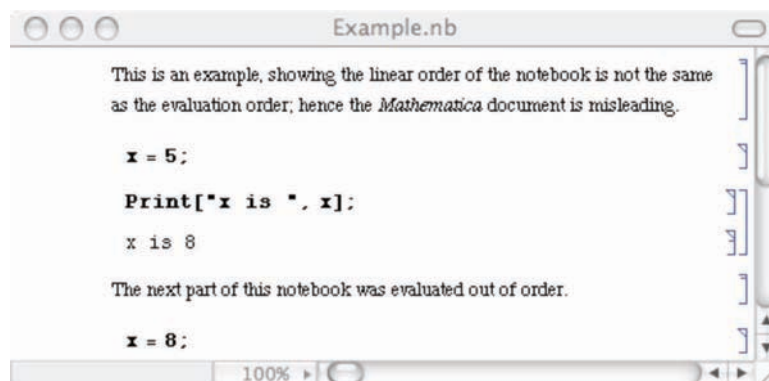 Example.nb
This is an example, showing the linear order of the notebook is not the same
as the evaluation order; hence the Mathematica document is misleading.
x = 5;
Print["x is ", x];
x is 8
The next part of this notebook was evaluated out of order.
x = 8;
100%